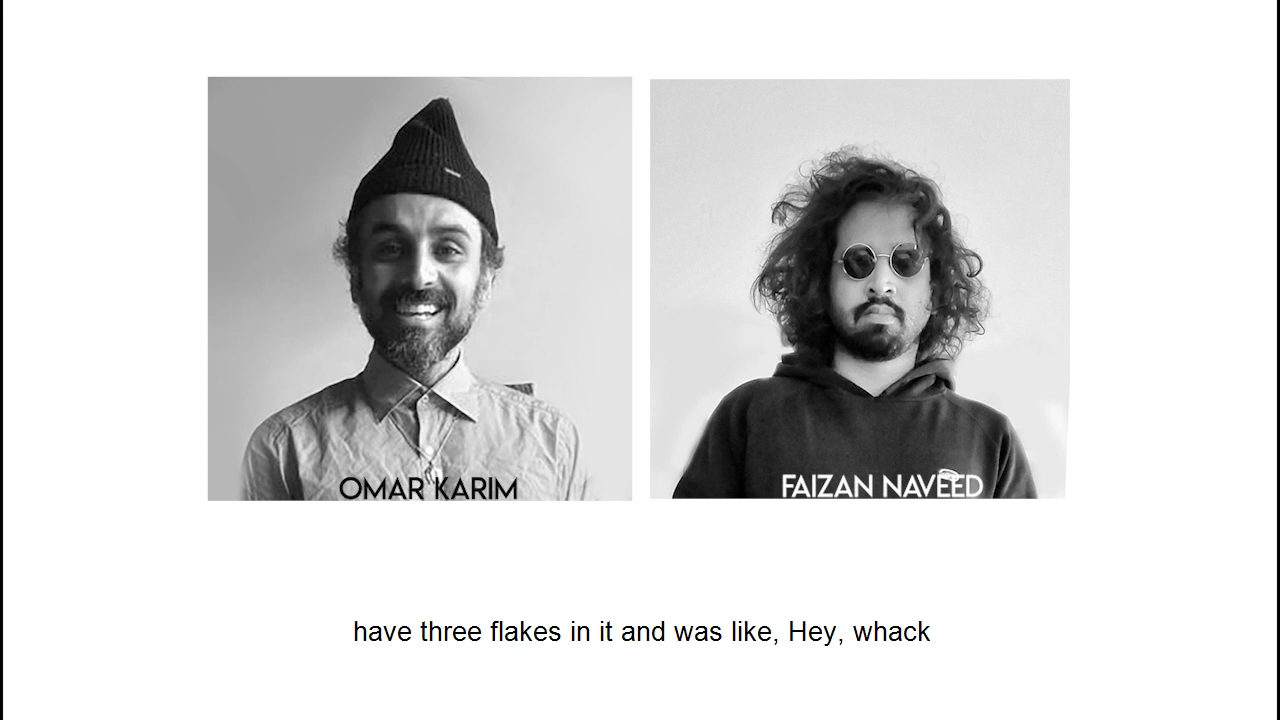 OMAR KARIM
FAIZAN NAVEED
have three flakes in it and was like, Hey, whack